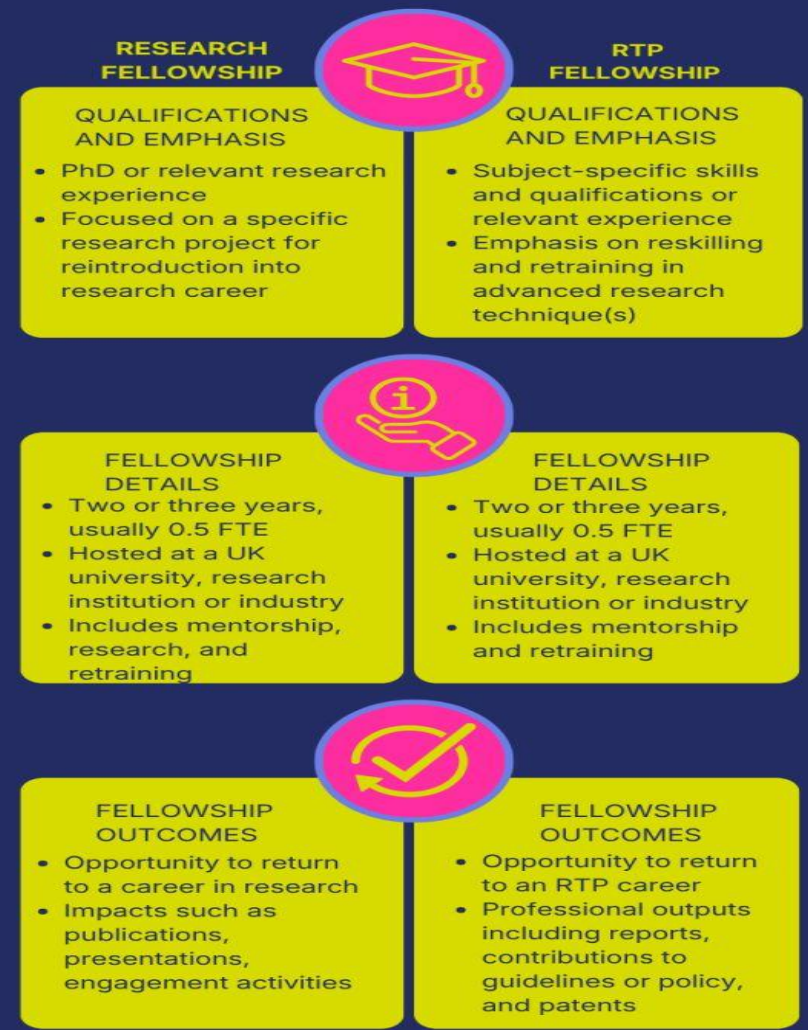 RESEARCH
FELLOWSHIP
QUALIFICATIONS
AND EMPHASIS
• PhD or relevant research
experience
• Focused on a specific
research project for
reintroduction into
research career
RTP
FELLOWSHIP
QUALIFICATIONS
AND EMPHASIS
• Subject-specific skills
and qualifications or
relevant experience
• Emphasis on reskilling
and retraining in
advanced research
technique(s)
i
FELLOWSHIP
DETAILS
• Two or three years,
usually 0.5 FTE
• Hosted at a UK
university, research
institution or industry
• Includes mentorship,
research, and
retraining
FELLOWSHIP
DETAILS
• Two or three years,
usually 0.5 FTE
• Hosted at a UK
university, research
institution or industry
• Includes mentorship
and retraining
FELLOWSHIP
OUTCOMES
• Opportunity to return
to a career in research
• Impacts such as
publications,
presentations,
engagement activities
FELLOWSHIP
OUTCOMES
• Opportunity to return
to an RTP career
• Professional outputs
including reports,
contributions to
guidelines or policy,
and patents